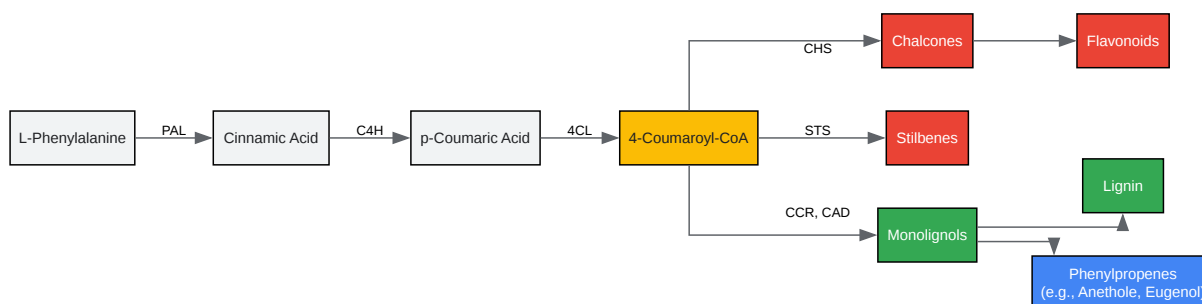 CHS
Chalcones
Flavonoids
L-Phenylalanine
PAL
Cinnamic Acid
C4H
p-Coumaric Acid
4CL
4-Coumaroyl-CoA
STS
Stilbenes
Lignin
CCR, CAD
Monolignols
Phenylpropenes
(e.g., Anethole, Eugenol)